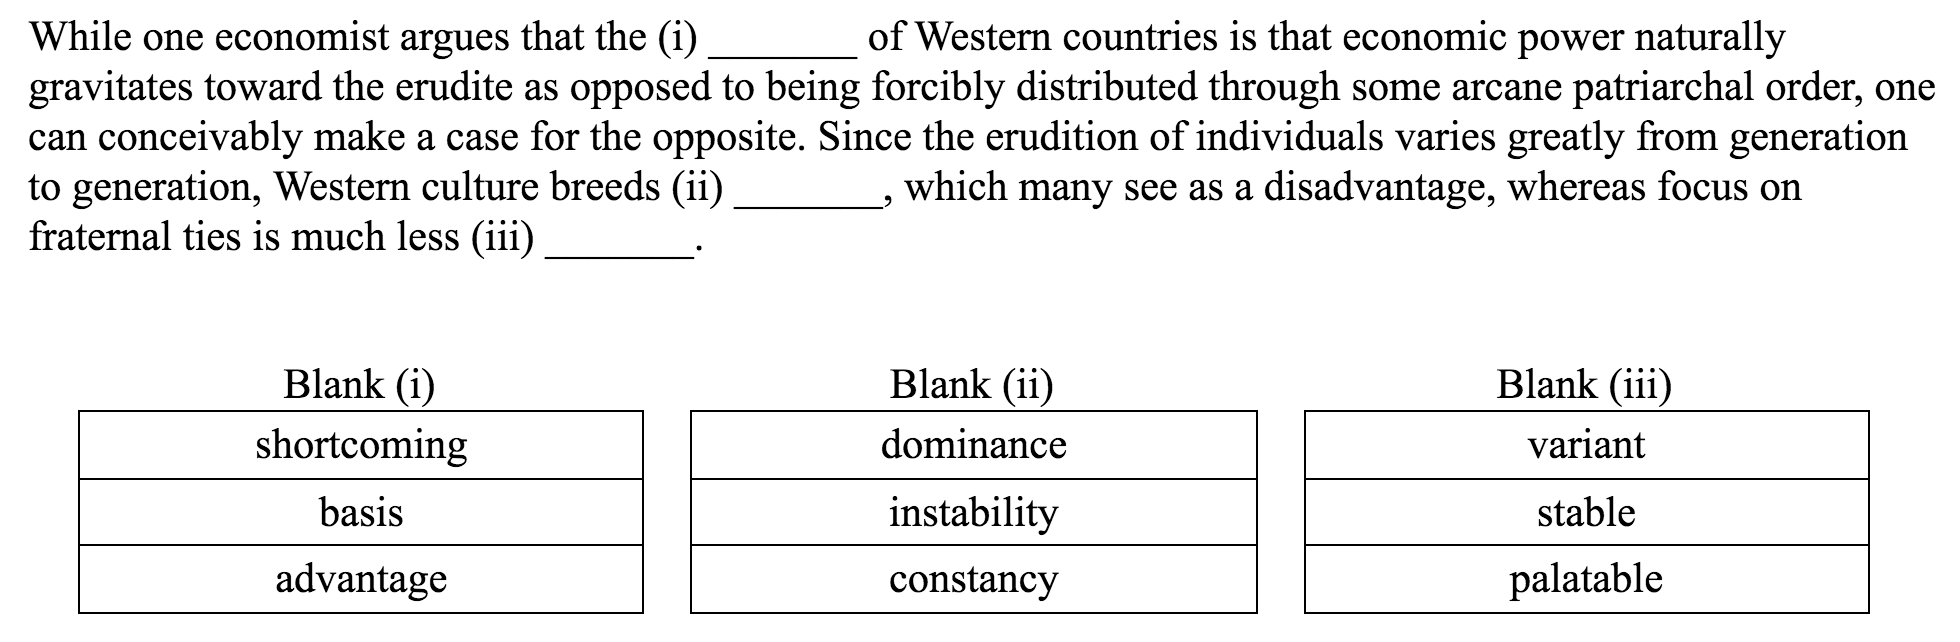 While one economist argues that the (i) _______ of Western countries is that economic power naturally
gravitates toward the erudite as opposed to being forcibly distributed through some arcane patriarchal order, one
can conceivably make a case for the opposite. Since the erudition of individuals varies greatly from generation
to generation, Western culture breeds (ii) _______, which many see as a disadvantage, whereas focus on
fraternal ties is much less (iii) _______.
Blank (i) Blank (ii) Blank (iii)
shortcoming dominance variant
basis instability stable
advantage constancy palatable